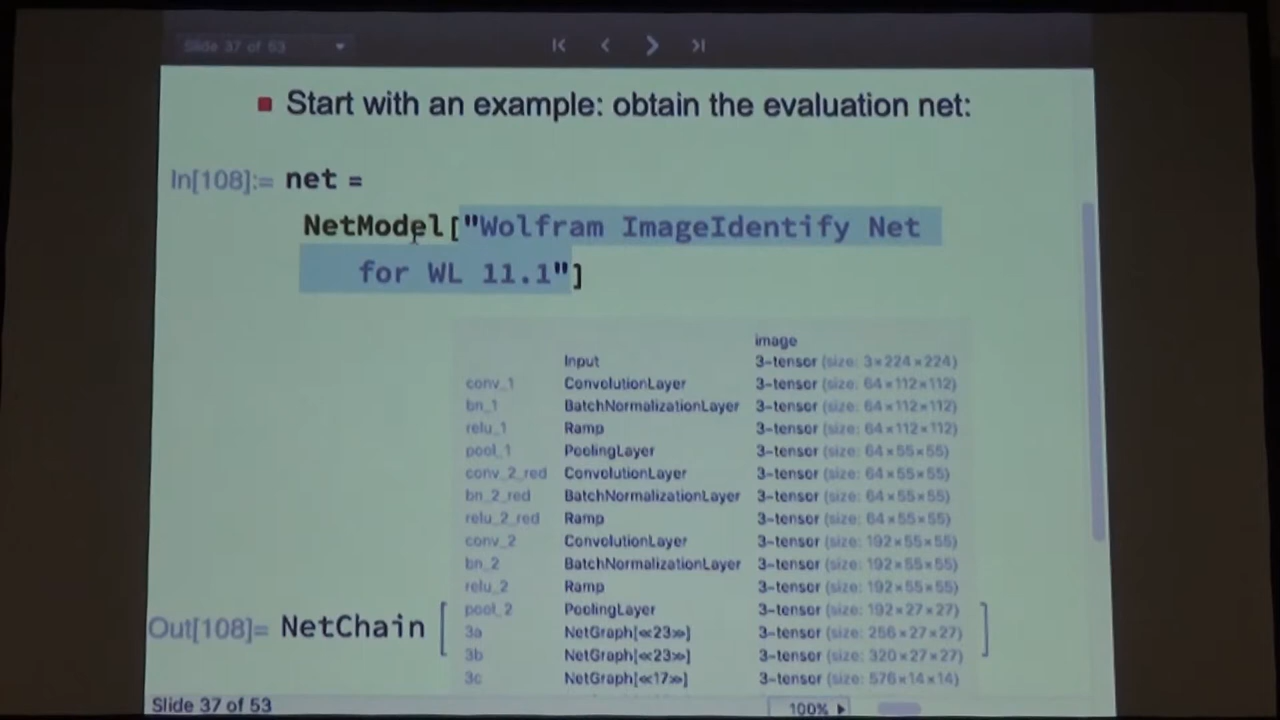 Slide 37 of 53
Start with an example: obtain the evaluation net:
In[108]:= net =
NetModel["Wolfram ImageIdentify Net
for WL 11.1"]
image
Input 3-tensor (size: 3×224×224)
conv_1 ConvolutionLayer 3-tensor (size: 64×112×112)
bn_1 BatchNormalizationLayer 3-tensor (size: 64×112×112)
relu_1 Ramp 3-tensor (size: 64×112×112)
pool_1 PoolingLayer 3-tensor (size: 64×55×55)
conv_2_red ConvolutionLayer 3-tensor (size: 64×55×55)
bn_2_red BatchNormalizationLayer 3-tensor (size: 64×55×55)
relu_2_red Ramp 3-tensor (size: 64×55×55)
conv_2 ConvolutionLayer 3-tensor (size: 192×55×55)
bn_2 BatchNormalizationLayer 3-tensor (size: 192×55×55)
relu_2 Ramp 3-tensor (size: 192×55×55)
pool_2 PoolingLayer 3-tensor (size: 192×27×27)
Out[108]= NetChain [ ]
3a NetGraph[≪23≫] 3-tensor (size: 256×27×27)
3b NetGraph[≪23≫] 3-tensor (size: 320×27×27)
3c NetGraph[≪17≫] 3-tensor (size: 576×14×14)
Slide 37 of 53 100%